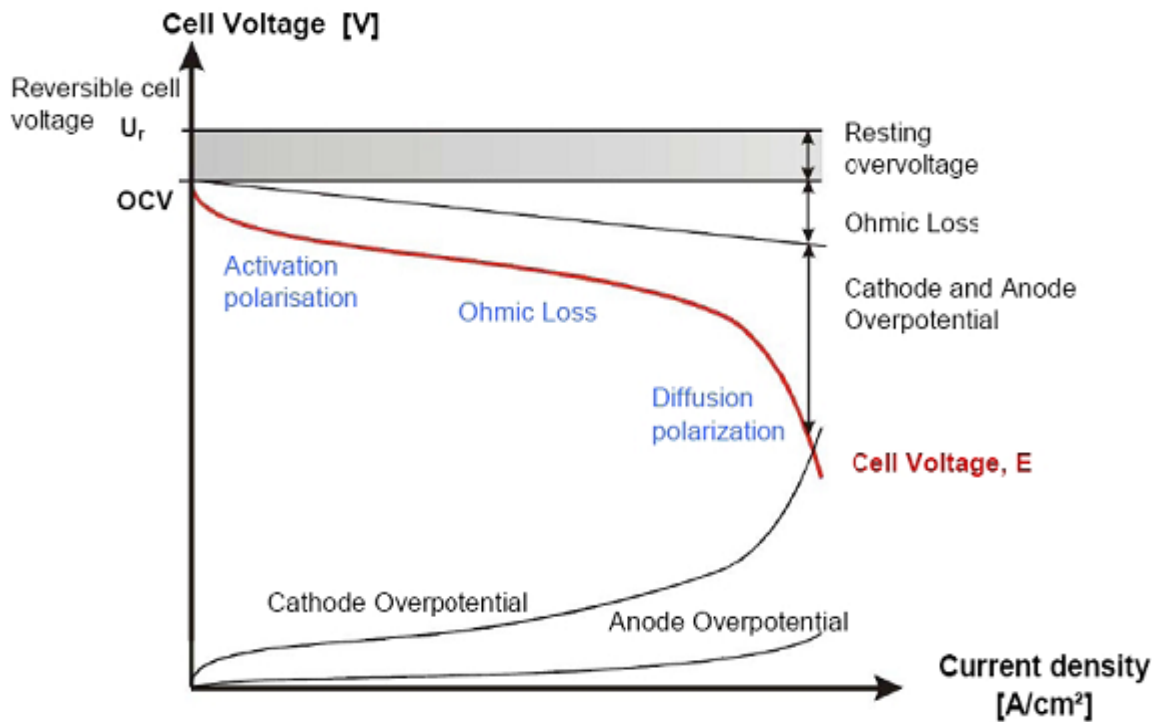 Cell Voltage [V]
Reversible cell
voltage
Ur
Resting
overvoltage
OCV
Ohmic Loss
Activation
polarisation
Ohmic Loss
Cathode and Anode
Overpotential
Diffusion
polarization
Cell Voltage, E
Cathode Overpotential
Anode Overpotential
Current density
[A/cm²]